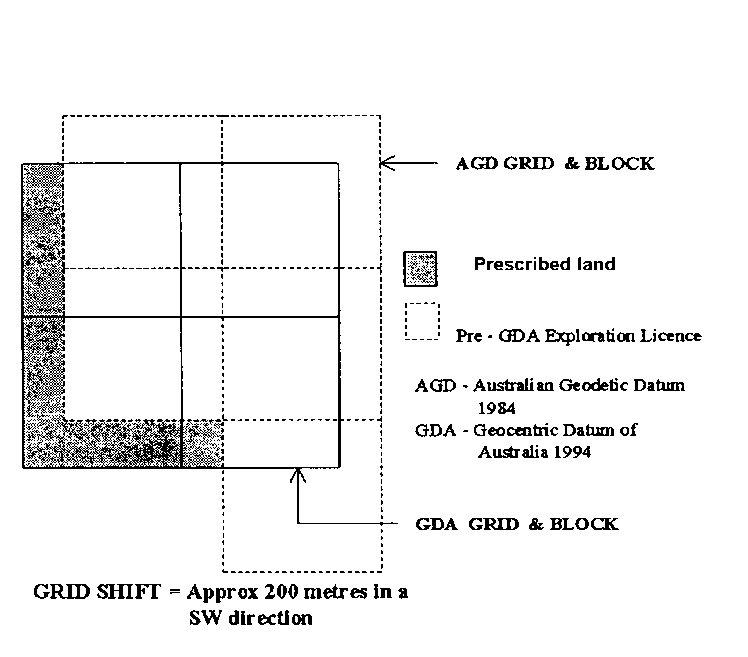 AGD GRID & BLOCK
Prescribed land
Pre - GDA Exploration Licence
AGD - Australian Geodetic Datum
1984
GDA - Geocentric Datum of
Australia 1994
GDA GRID & BLOCK
GRID SHIFT = Approx 200 metres in a
SW direction